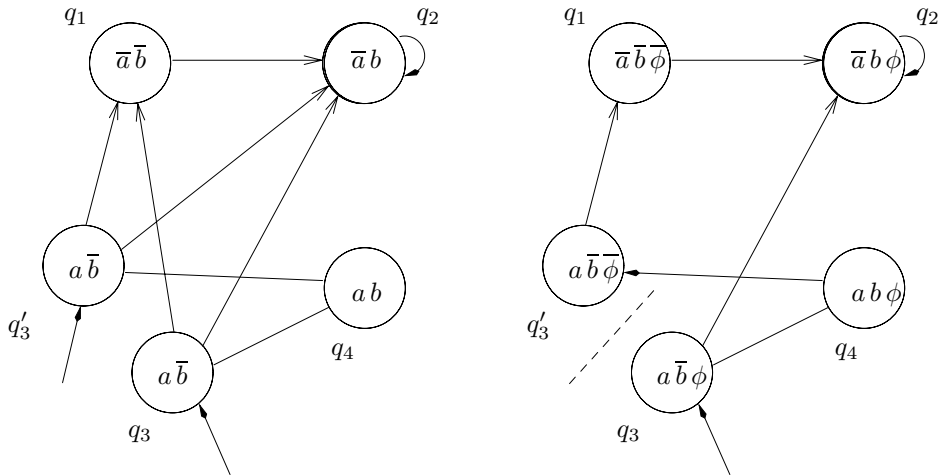 q₁ q₂ q₁ q₂
a̅ b̅ a̅ b a̅ b̅ ϕ̅ a̅ b ϕ
a b̅ a b a b̅ ϕ̅ a b ϕ
q₃′ q₄ q₃′ q₄
a b̅ a b̅ ϕ
q₃ q₃